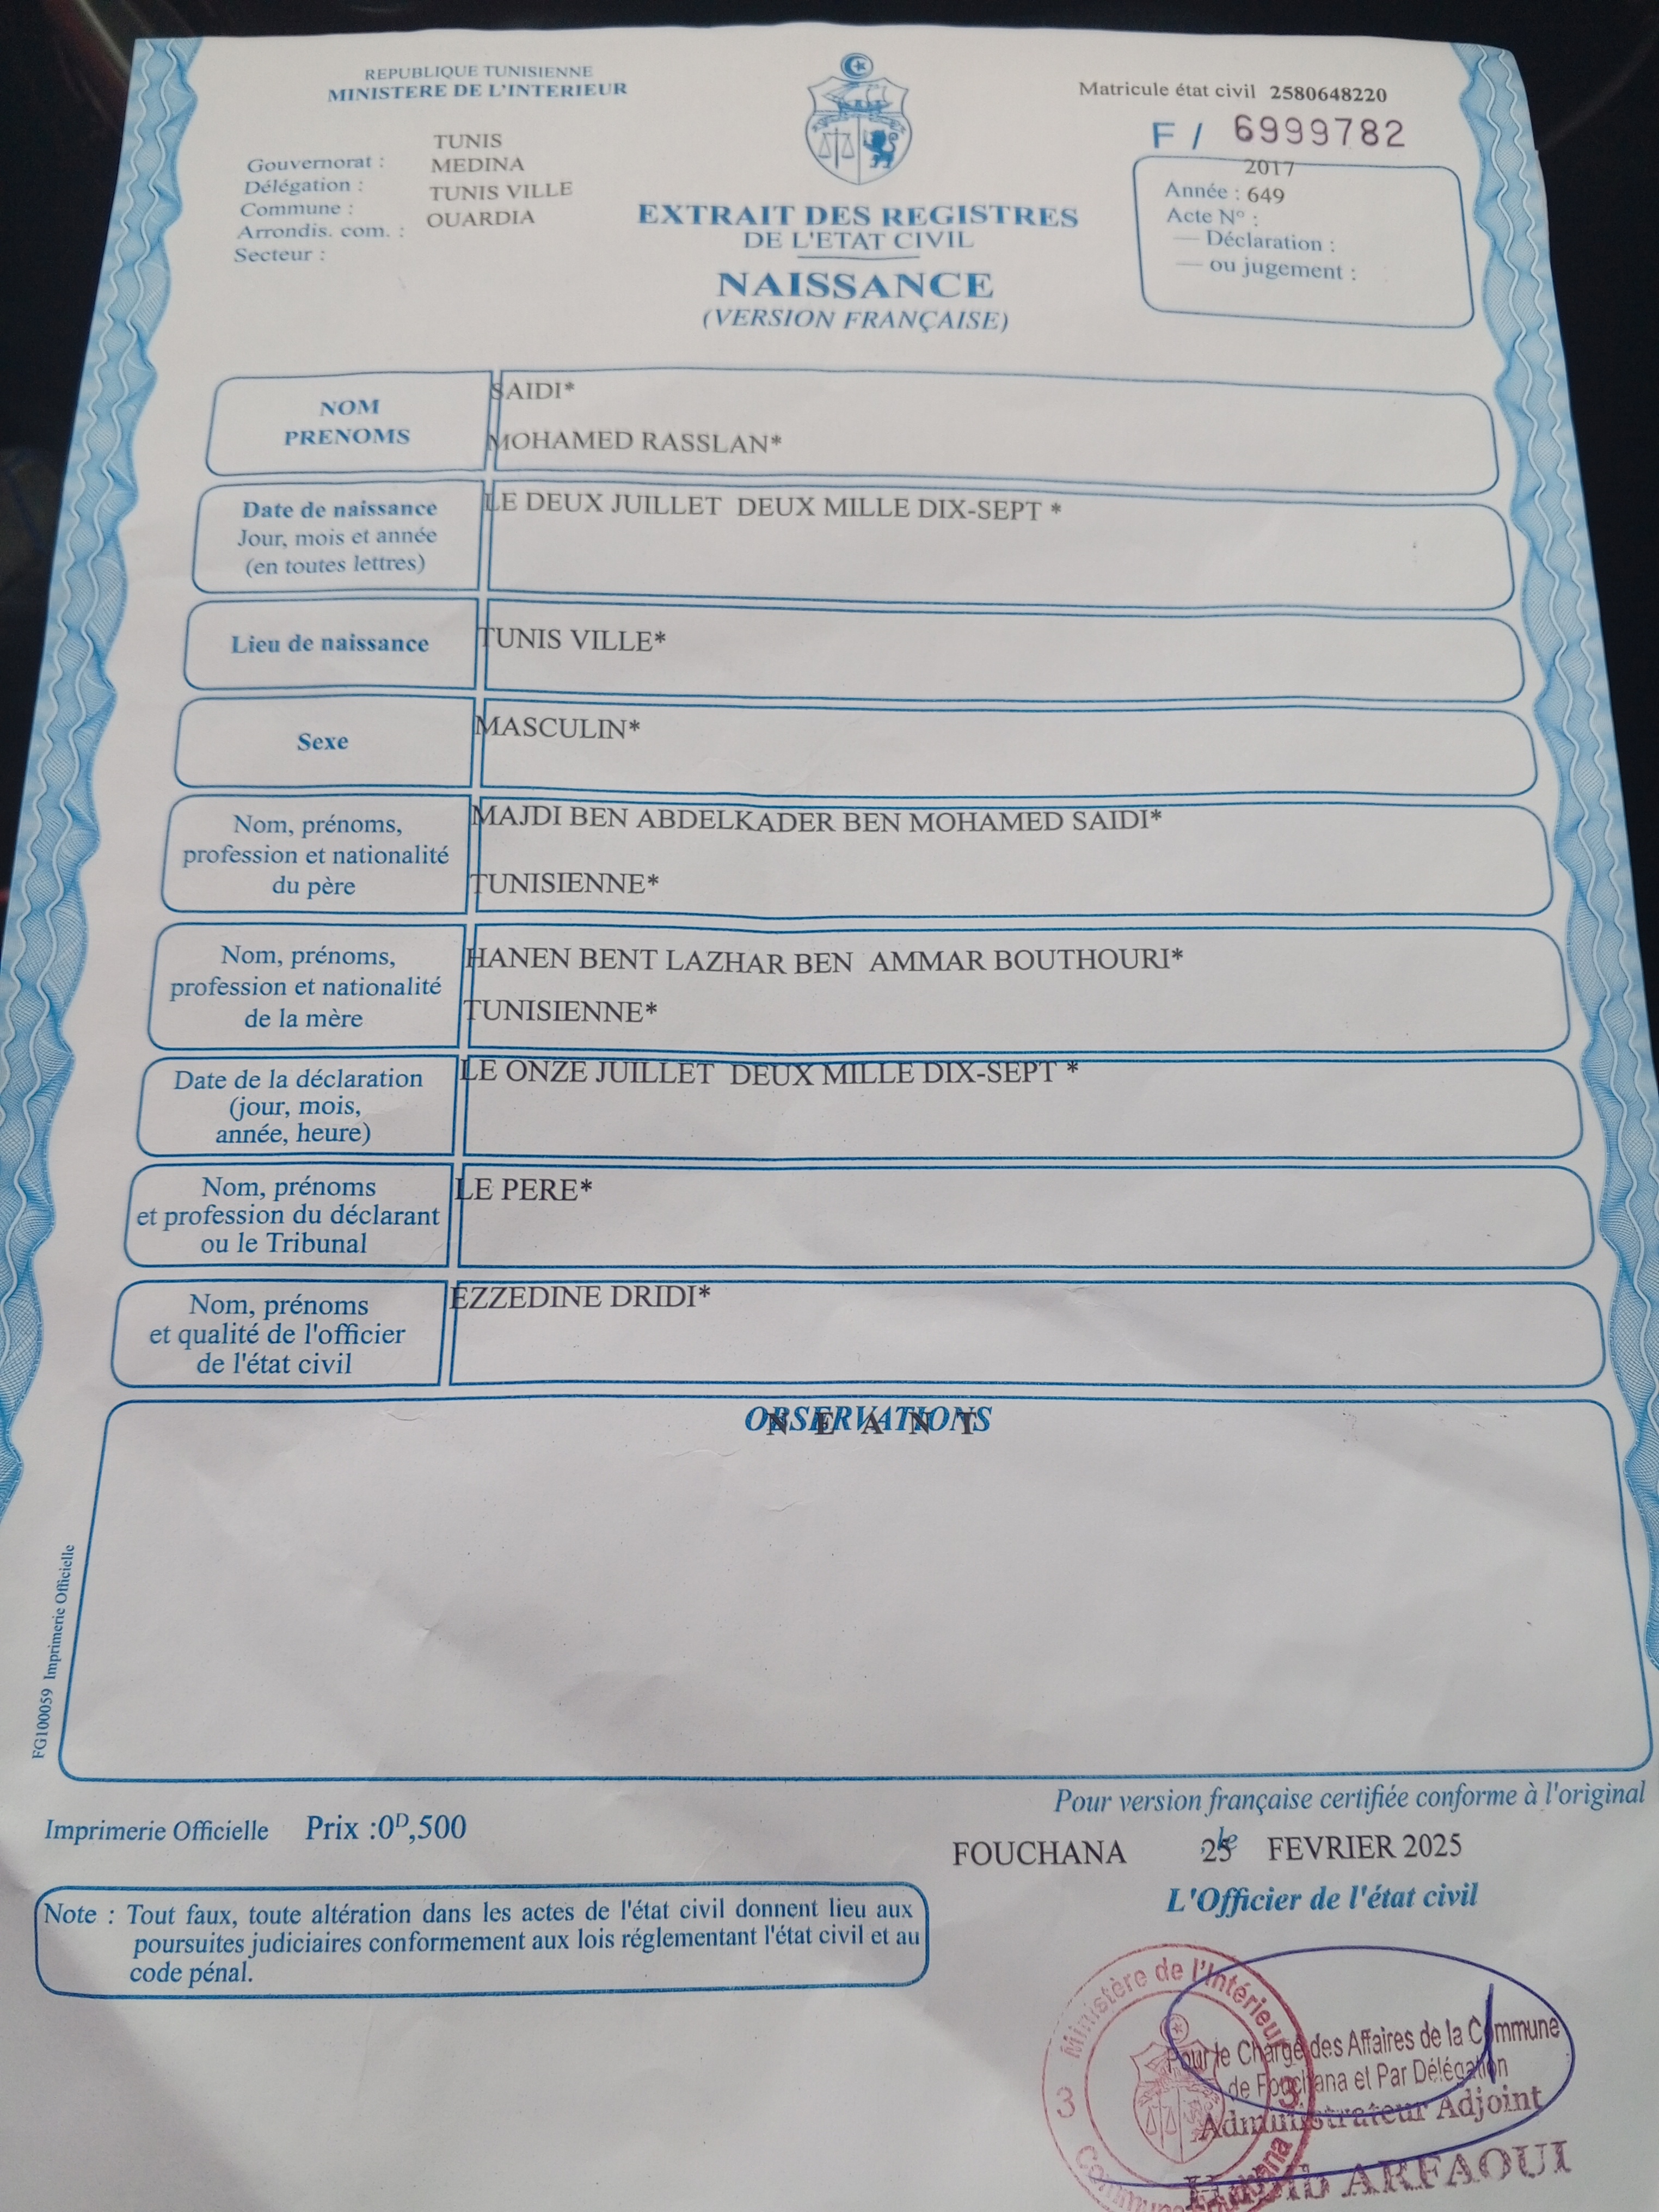 REPUBLIQUE TUNISIENNE
MINISTERE DE L'INTERIEUR
Matricule état civil 2580648220
F / 6999782
Gouvernorat : TUNIS
Délégation : MEDINA
Commune : TUNIS VILLE
Arrondis. com. : OUARDIA
Secteur :
2017
Année : 649
Acte Nº :
— Déclaration :
— ou jugement :
EXTRAIT DES REGISTRES
DE L'ETAT CIVIL
NAISSANCE
(VERSION FRANÇAISE)
NOM
PRENOMS
SAIDI*
MOHAMED RASSLAN*
Date de naissance
Jour, mois et année
(en toutes lettres)
LE DEUX JUILLET DEUX MILLE DIX-SEPT *
Lieu de naissance
TUNIS VILLE*
Sexe
MASCULIN*
Nom, prénoms,
profession et nationalité
du père
MAJDI BEN ABDELKADER BEN MOHAMED SAIDI*
TUNISIENNE*
Nom, prénoms,
profession et nationalité
de la mère
HANEN BENT LAZHAR BEN AMMAR BOUTHOURI*
TUNISIENNE*
Date de la déclaration
(jour, mois,
année, heure)
LE ONZE JUILLET DEUX MILLE DIX-SEPT *
Nom, prénoms
et profession du déclarant
ou le Tribunal
LE PERE*
Nom, prénoms
et qualité de l'officier
de l'état civil
EZZEDINE DRIDI*
OBSERVATIONS
N E A N T
FG100059 Imprimerie Officielle
Imprimerie Officielle Prix :0ᴰ,500
Note : Tout faux, toute altération dans les actes de l'état civil donnent lieu aux
poursuites judiciaires conformement aux lois réglementant l'état civil et au
code pénal.
Pour version française certifiée conforme à l'original
FOUCHANA le 25 FEVRIER 2025
L'Officier de l'état civil
Ministère de l'Intérieur
3 3
Commune Fouchana
Pour le Chargé des Affaires de la Commune
de Fouchana et Par Délégation
Administrateur Adjoint
Habib ARFAOUI